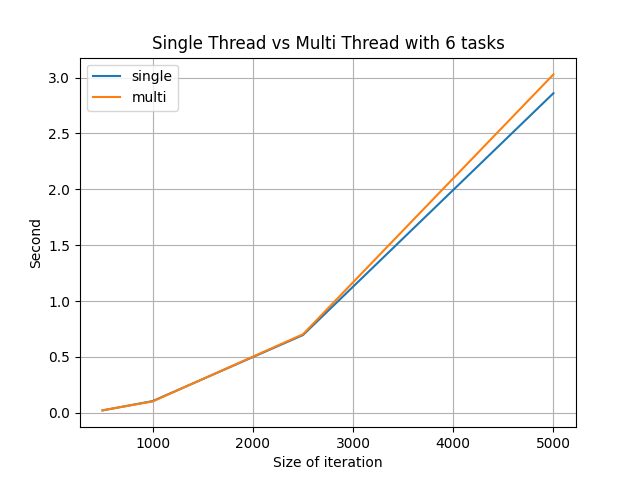 Single Thread vs Multi Thread with 6 tasks
single
multi
3.0
2.5
2.0
1.5
1.0
0.5
0.0
Second
1000 2000 3000 4000 5000
Size of iteration